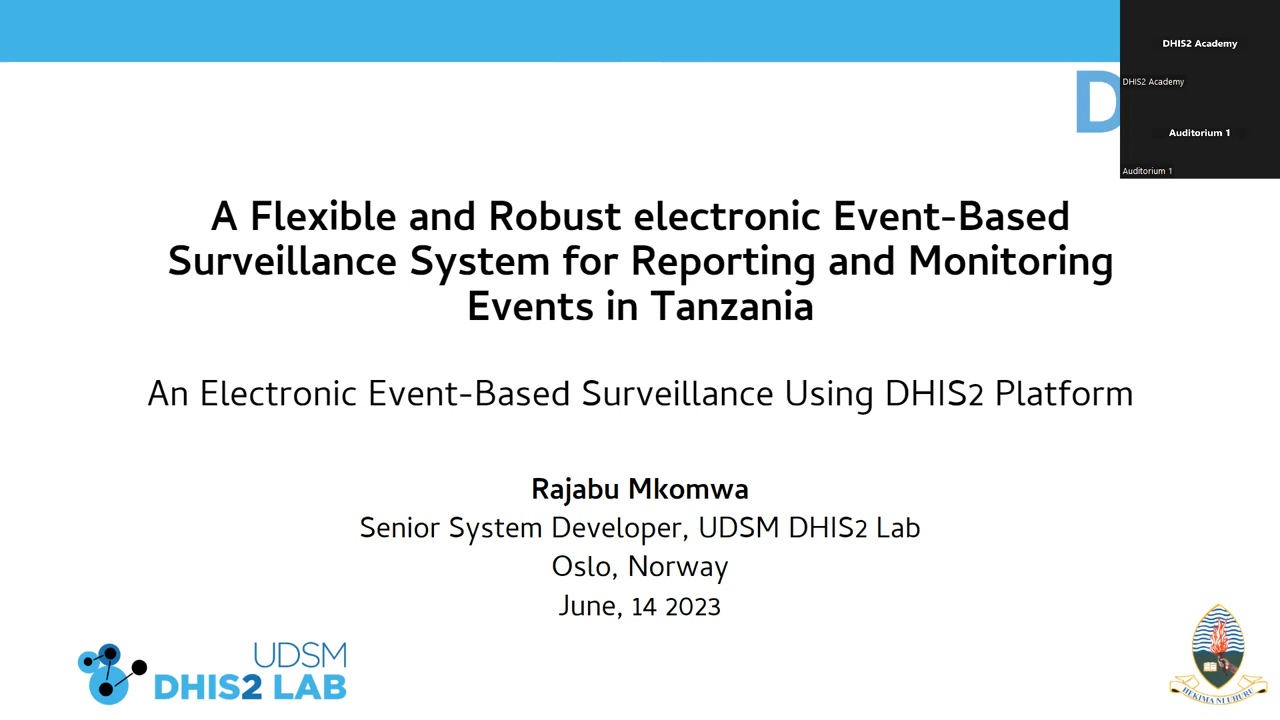 DHIS2 Academy
DHIS2 Academy
D
Auditorium 1
Auditorium 1
A Flexible and Robust electronic Event-Based
Surveillance System for Reporting and Monitoring
Events in Tanzania
An Electronic Event-Based Surveillance Using DHIS2 Platform
Rajabu Mkomwa
Senior System Developer, UDSM DHIS2 Lab
Oslo, Norway
June, 14 2023
UDSM
DHIS2 LAB
HEKIMA NI UHURU